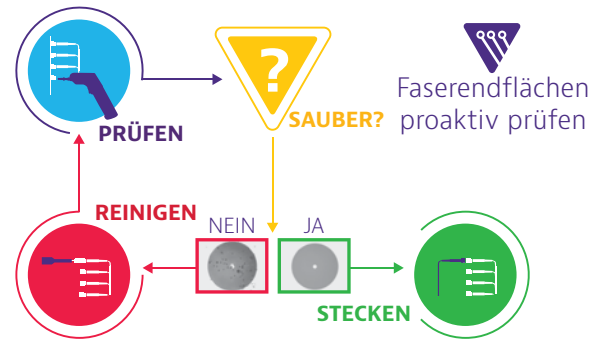 ?
SAUBER?
Faserendflächen
proaktiv prüfen
PRÜFEN
REINIGEN
NEIN
JA
STECKEN